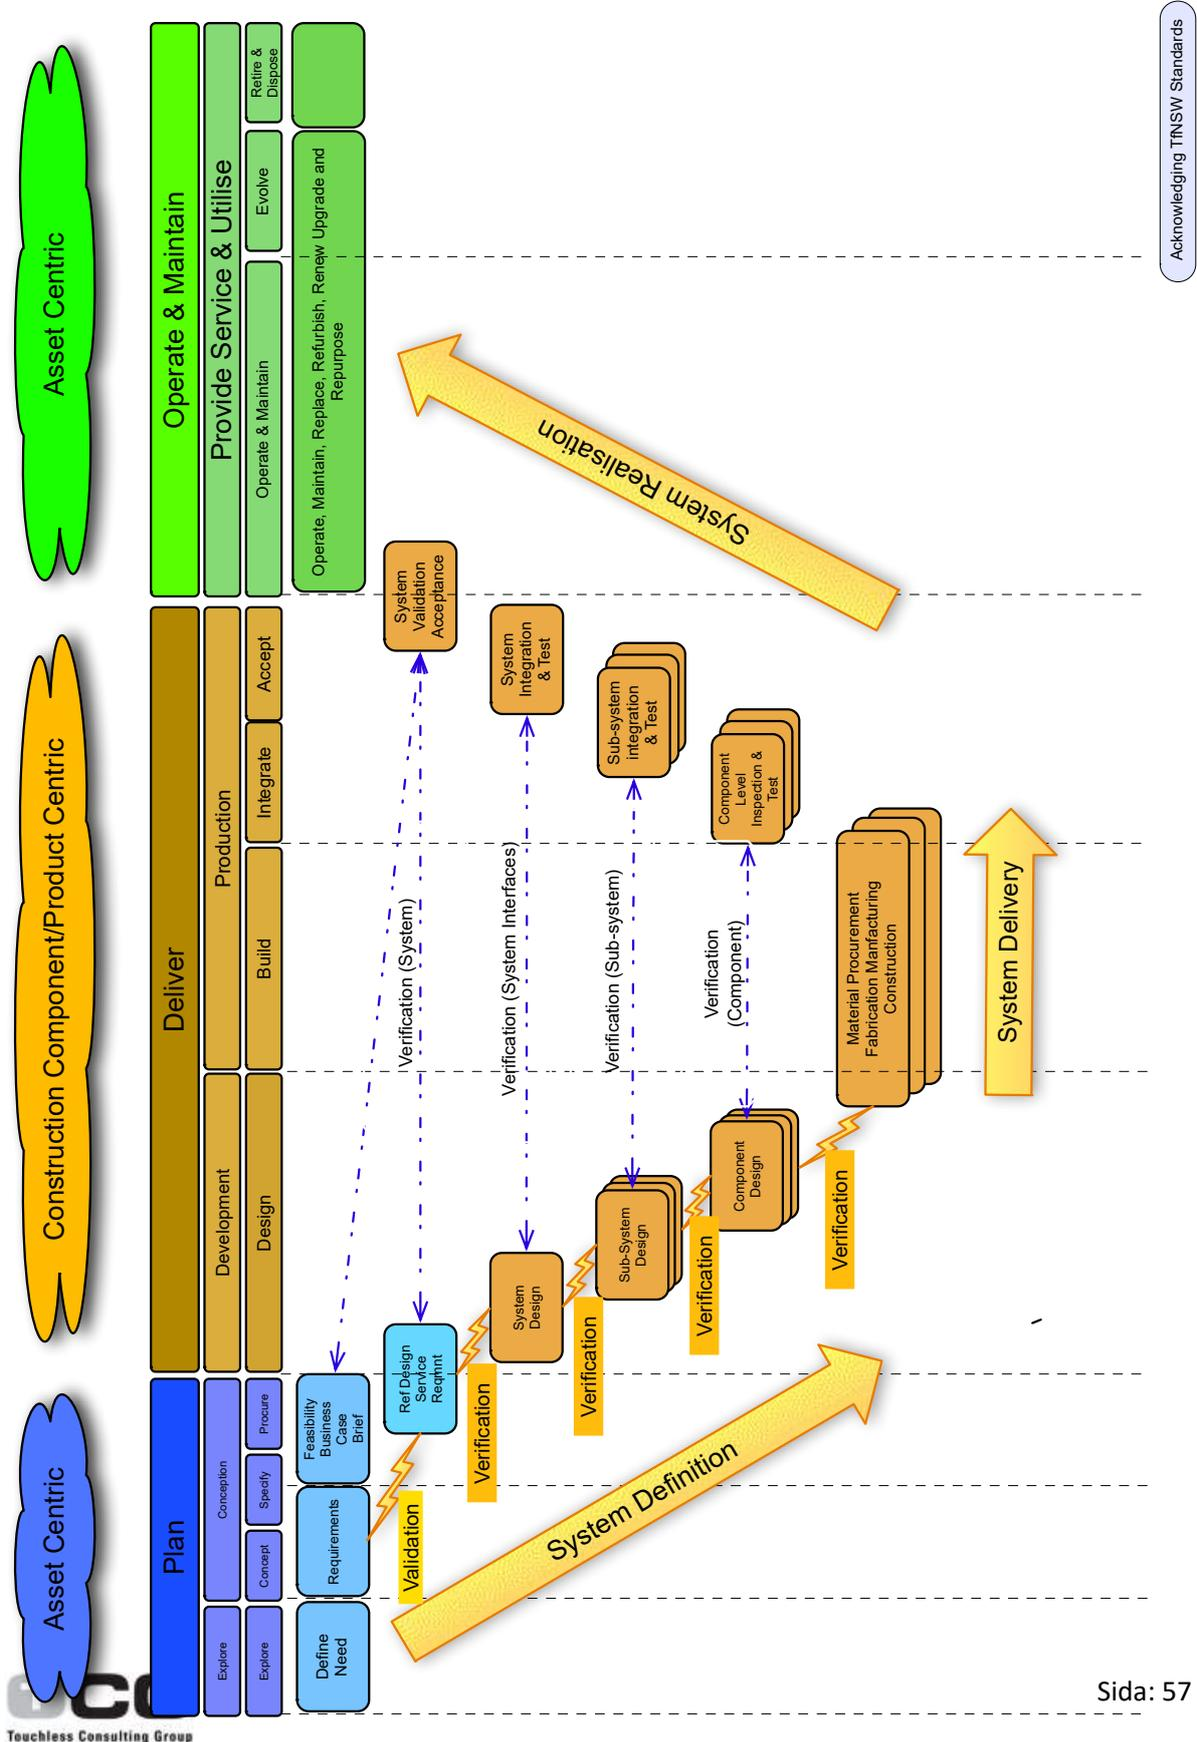 Asset Centric
Construction Component/Product Centric
Asset Centric
Plan
Deliver
Operate & Maintain
Explore
Conception
Development
Production
Provide Service & Utilise
Explore
Concept
Specify
Procure
Design
Build
Integrate
Accept
Operate & Maintain
Evolve
Retire &
Dispose
Define
Need
Requirements
Feasibility
Business
Case
Brief
Operate, Maintain, Replace, Refurbish, Renew Upgrade and
Repurpose
Validation
Ref Design
Service
Reqmnt
Verification (System)
System
Validation
Acceptance
Verification
System
Design
Verification (System Interfaces)
System
Integration
& Test
Verification
Sub-System
Design
Verification (Sub-system)
Sub-system
integration
& Test
Verification
Component
Design
Verification
(Component)
Component
Level
Inspection &
Test
Verification
Material Procurement
Fabrication Manfacturing
Construction
System Definition
System Delivery
System Realisation
Acknowledging TfNSW Standards
TCG
Touchless Consulting Group
Sida: 57